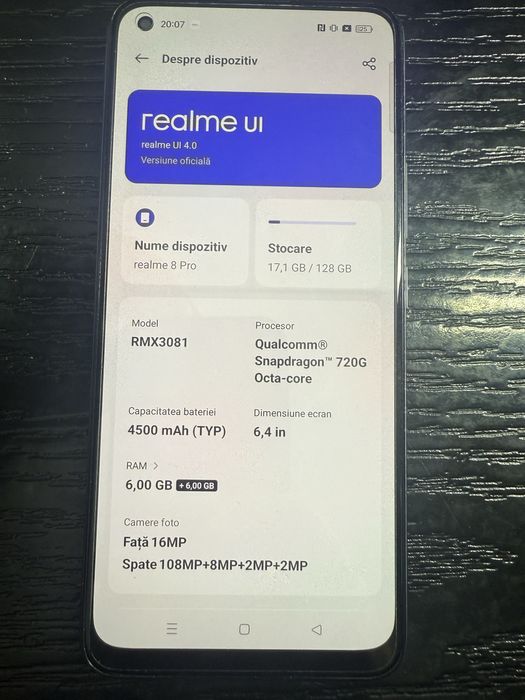 20:07
Despre dispozitiv
realme UI
realme UI 4.0
Versiune oficială
Nume dispozitiv
realme 8 Pro
Stocare
17,1 GB / 128 GB
Model
RMX3081
Procesor
Qualcomm®
Snapdragon™ 720G
Octa-core
Capacitatea bateriei
4500 mAh (TYP)
Dimensiune ecran
6,4 in
RAM >
6,00 GB + 6,00 GB
Camere foto
Față 16MP
Spate 108MP+8MP+2MP+2MP